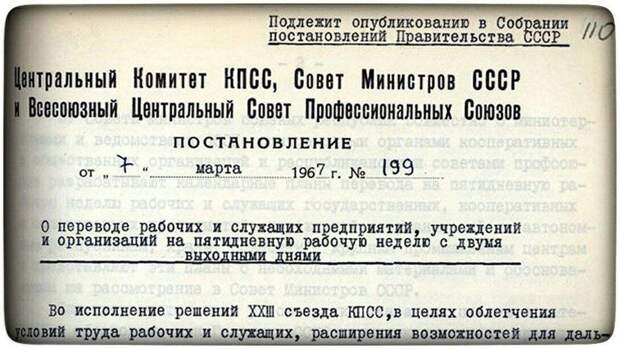 Подлежит опубликованию в Собрании
постановлений Правительства СССР
110
Центральный Комитет КПСС, Совет Министров СССР
и Всесоюзный Центральный Совет Профессиональных Союзов
ПОСТАНОВЛЕНИЕ
от „7" марта 1967 г. № 199
О переводе рабочих и служащих предприятий, учреждений
и организаций на пятидневную рабочую неделю с двумя
выходными днями
Во исполнение решений XXIII съезда КПСС, в целях облегчения
условий труда рабочих и служащих, расширения возможностей для даль-